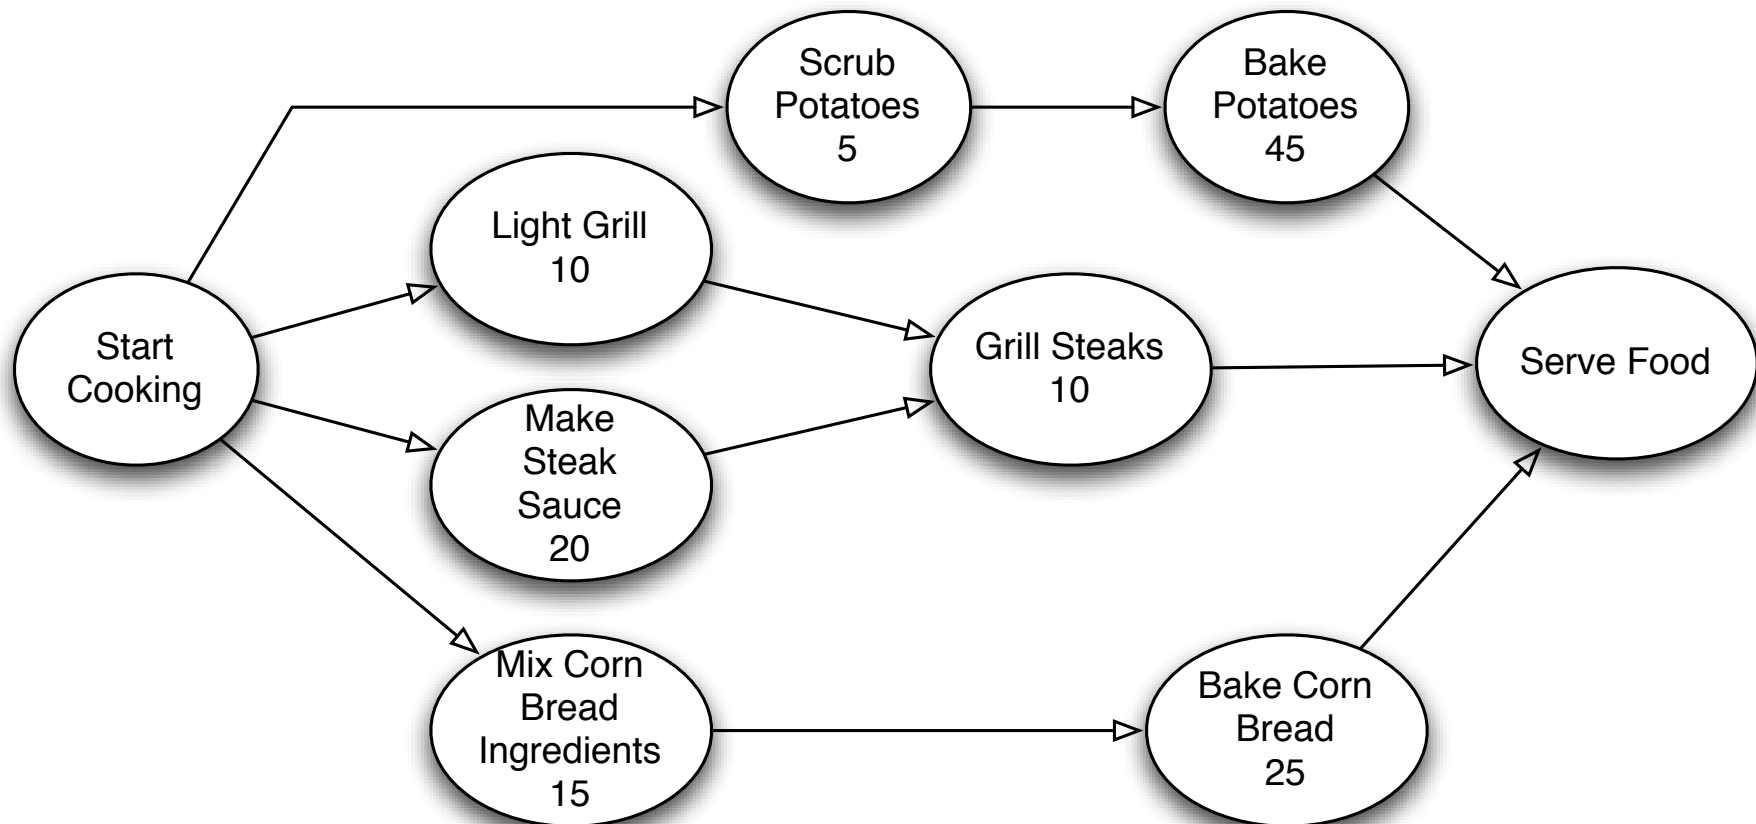 Scrub
Potatoes
5
Bake
Potatoes
45
Light Grill
10
Start
Cooking
Grill Steaks
10
Serve Food
Make
Steak
Sauce
20
Mix Corn
Bread
Ingredients
15
Bake Corn
Bread
25